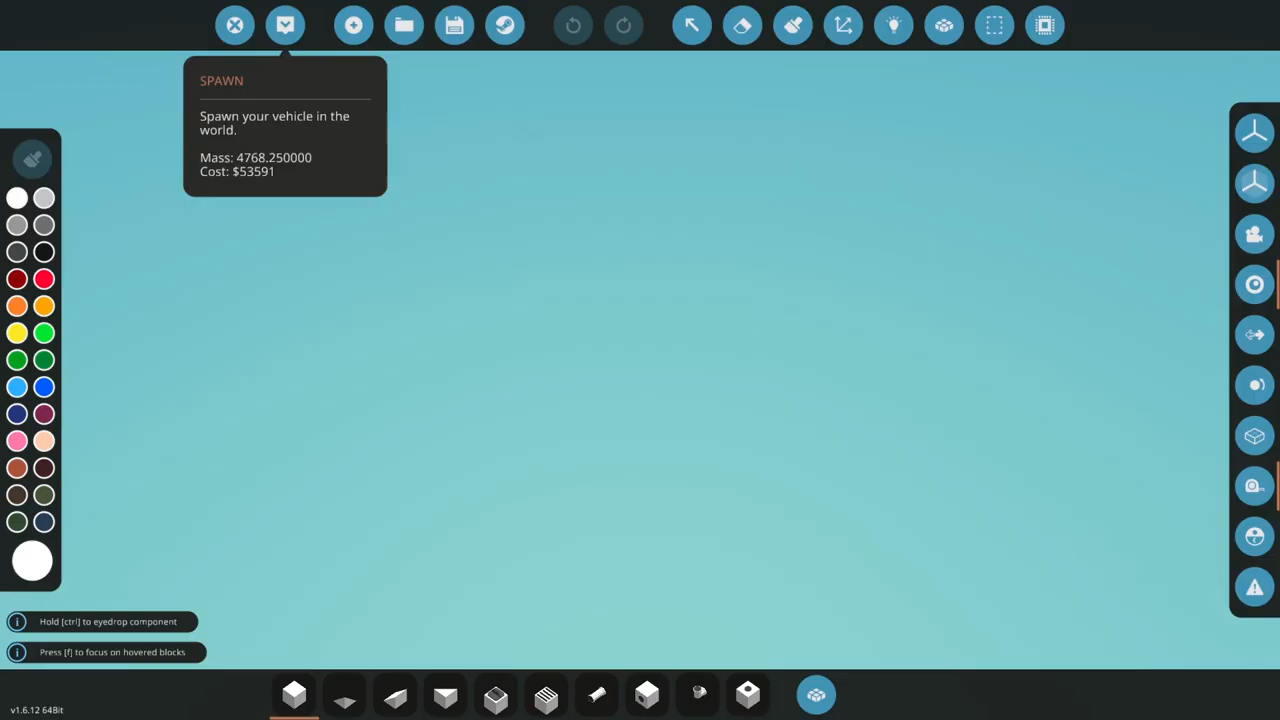 SPAWN
Spawn your vehicle in the
world.
Mass: 4768.250000
Cost: $53591
Hold [ctrl] to eyedrop component
Press [f] to focus on hovered blocks
v1.6.12 64Bit